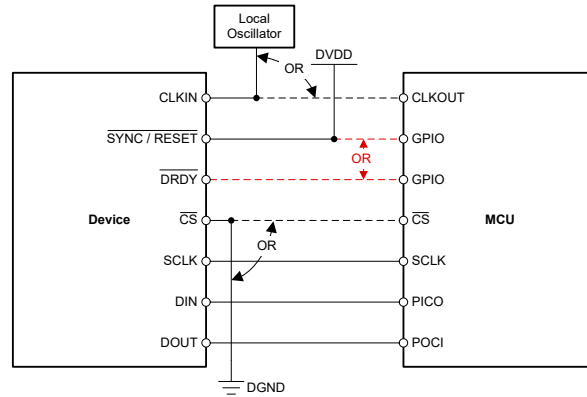 Local
Oscillator
DVDD
OR
CLKIN
CLKOUT
SYNC / RESET
GPIO
OR
DRDY
GPIO
Device
CS
CS
MCU
OR
SCLK
SCLK
DIN
PICO
DOUT
POCI
DGND